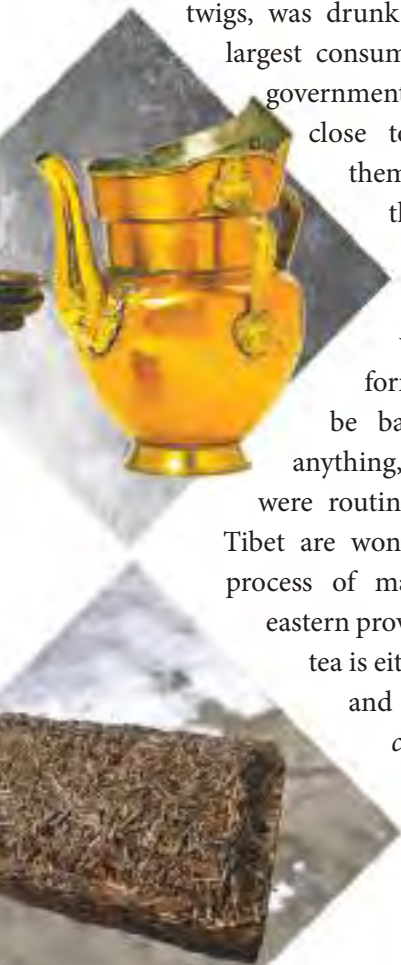 twigs, was drunk
largest consum
government
close to
them
th
forn
be ba
anything,
were routin
Tibet are won
process of ma
eastern prov
tea is eit
and